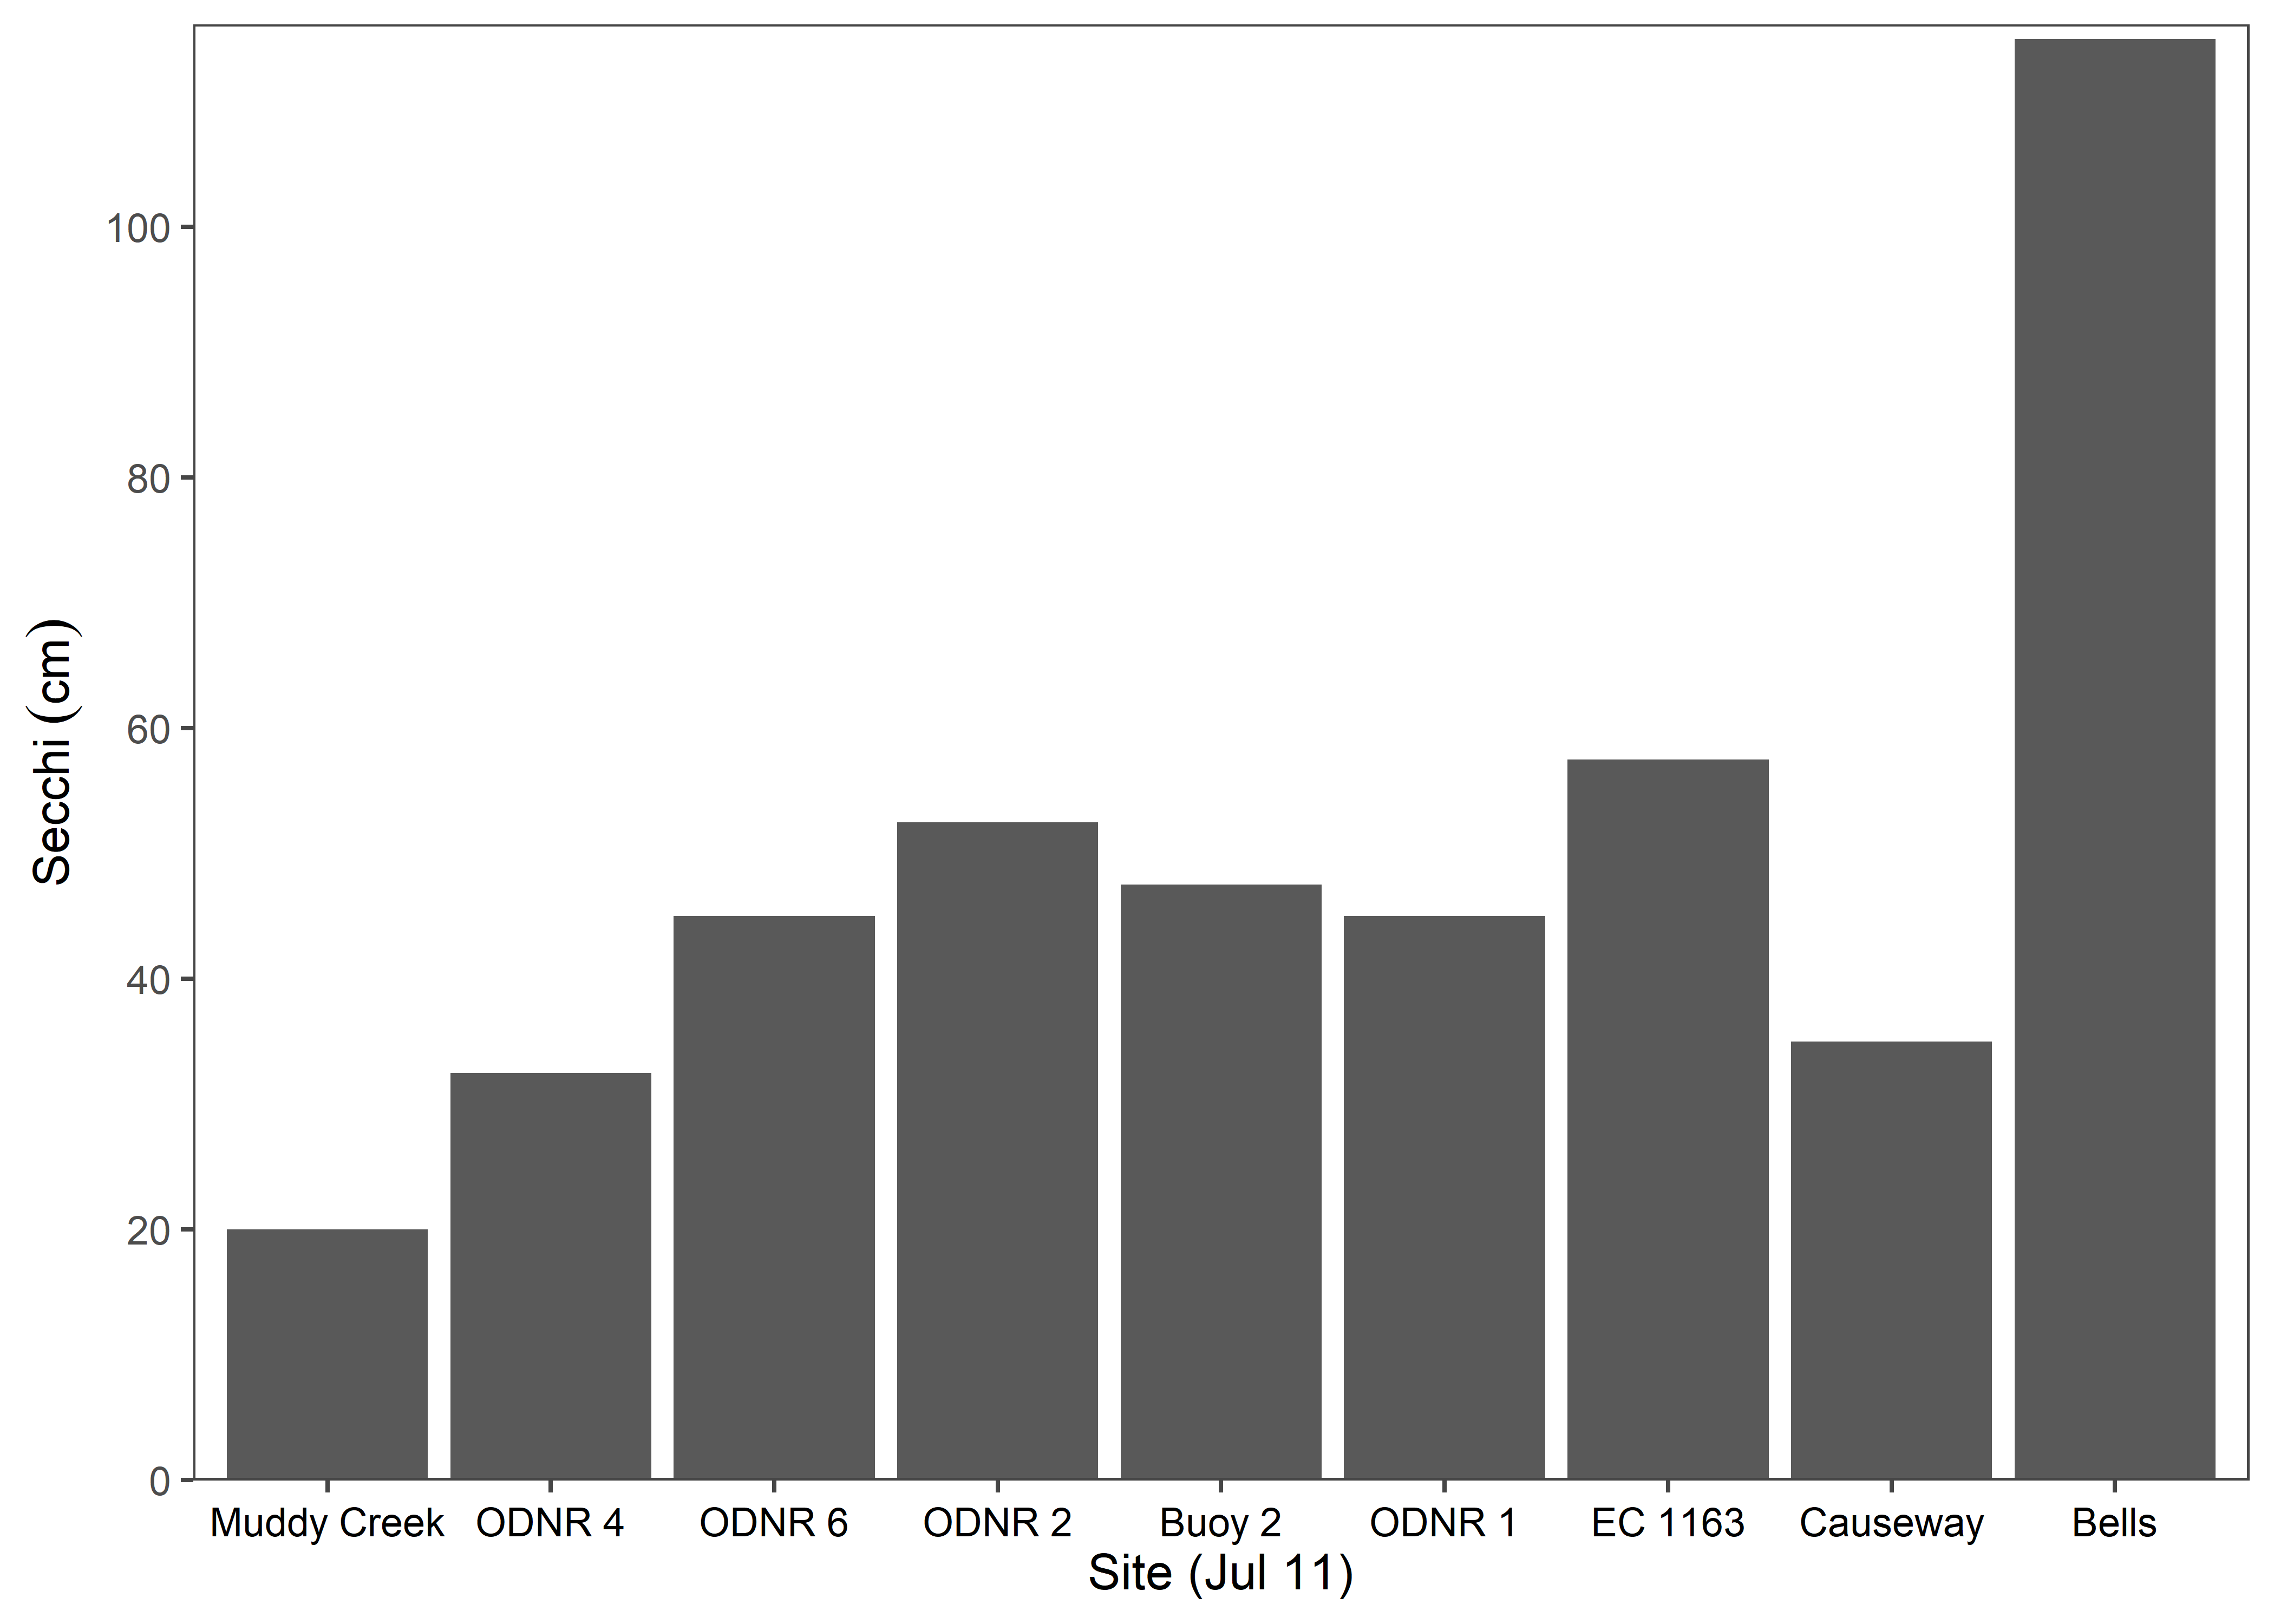 Secchi (cm)
100
80
60
40
20
0
Muddy Creek ODNR 4 ODNR 6 ODNR 2 Buoy 2 ODNR 1 EC 1163 Causeway Bells
Site (Jul 11)